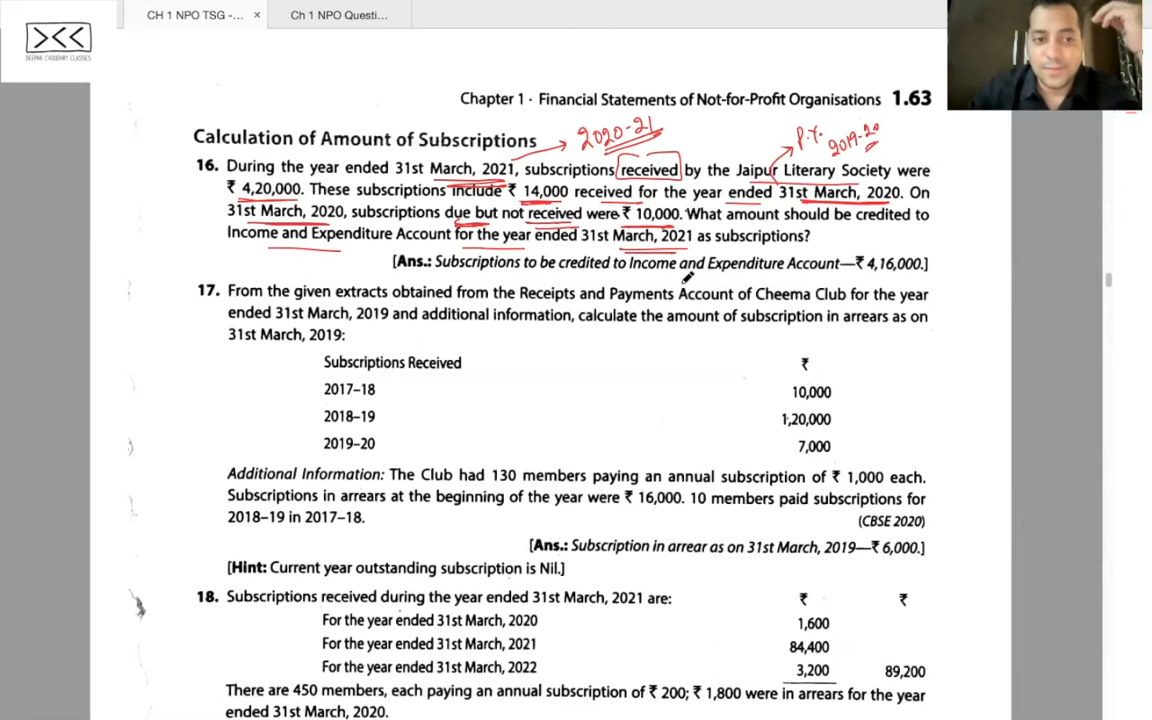 CH 1 NPO TSG -... ×
Ch 1 NPO Questi...
DEEPAK CHOUDHRY CLASSES
Chapter 1 · Financial Statements of Not-for-Profit Organisations 1.63
Calculation of Amount of Subscriptions
2020-21
P.Y. 2019-20
16. During the year ended 31st March, 2021, subscriptions received by the Jaipur Literary Society were
₹ 4,20,000. These subscriptions include ₹ 14,000 received for the year ended 31st March, 2020. On
31st March, 2020, subscriptions due but not received were ₹ 10,000. What amount should be credited to
Income and Expenditure Account for the year ended 31st March, 2021 as subscriptions?
[Ans.: Subscriptions to be credited to Income and Expenditure Account—₹ 4,16,000.]
17. From the given extracts obtained from the Receipts and Payments Account of Cheema Club for the year
ended 31st March, 2019 and additional information, calculate the amount of subscription in arrears as on
31st March, 2019:
Subscriptions Received ₹
2017–18 10,000
2018–19 1,20,000
2019–20 7,000
Additional Information: The Club had 130 members paying an annual subscription of ₹ 1,000 each.
Subscriptions in arrears at the beginning of the year were ₹ 16,000. 10 members paid subscriptions for
2018–19 in 2017–18. (CBSE 2020)
[Ans.: Subscription in arrear as on 31st March, 2019—₹ 6,000.]
[Hint: Current year outstanding subscription is Nil.]
18. Subscriptions received during the year ended 31st March, 2021 are: ₹ ₹
For the year ended 31st March, 2020 1,600
For the year ended 31st March, 2021 84,400
For the year ended 31st March, 2022 3,200 89,200
There are 450 members, each paying an annual subscription of ₹ 200; ₹ 1,800 were in arrears for the year
ended 31st March, 2020.